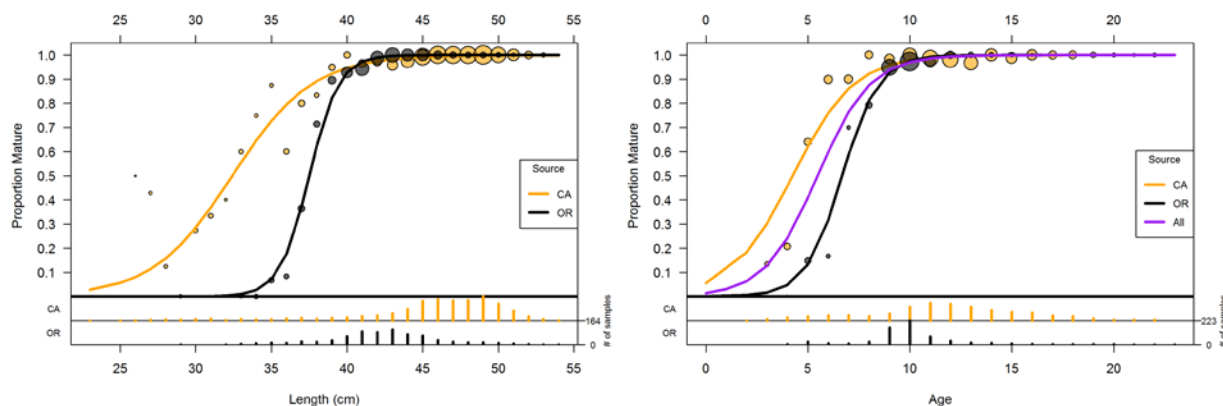 25 30 35 40 45 50 55
1.0
0.9
0.8
0.7
0.6
0.5
0.4
0.3
0.2
0.1
Proportion Mature
Source
CA
OR
CA
OR
164
0
# of samples
25 30 35 40 45 50 55
Length (cm)
0 5 10 15 20
1.0
0.9
0.8
0.7
0.6
0.5
0.4
0.3
0.2
0.1
Proportion Mature
Source
CA
OR
All
CA
OR
223
0
# of samples
0 5 10 15 20
Age